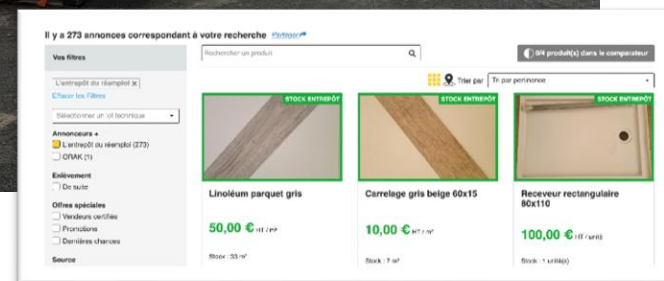 Il y a 273 annonces correspondant à votre recherche Partager
Vos filtres
L'entrepôt du réemploi x
Effacer les Filtres
Sélectionner un lot technique
Annonceurs
L'entrepôt du réemploi (273)
ORAK (1)
Enlèvement
De suite
Offres spéciales
Vendeurs certifiés
Promotions
Dernières chances
Source
Rechercher un produit
0/4 produit(s) dans le comparateur
Trier par Tri par pertinence
STOCK ENTREPÔT
Linoléum parquet gris
50,00 € HT / m²
Stock : 33 m²
STOCK ENTREPÔT
Carrelage gris beige 60x15
10,00 € HT / m²
Stock : 7 m²
STOCK ENTREPÔT
Receveur rectangulaire
80x110
100,00 € HT / unité
Stock : 1 unité(s)